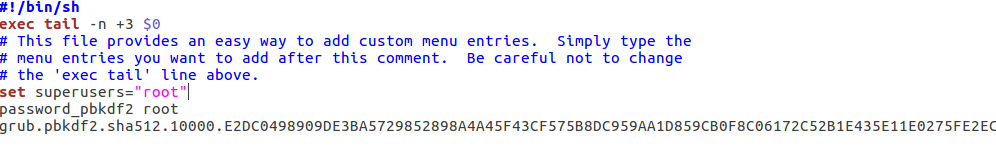 #!/bin/sh
exec tail -n +3 $0
# This file provides an easy way to add custom menu entries.  Simply type the
# menu entries you want to add after this comment.  Be careful not to change
# the 'exec tail' line above.
set superusers="root"
password_pbkdf2 root
grub.pbkdf2.sha512.10000.E2DC0498909DE3BA5729852898A4A45F43CF575B8DC959AA1D859CB0F8C06172C52B1E435E11E0275FE2EC